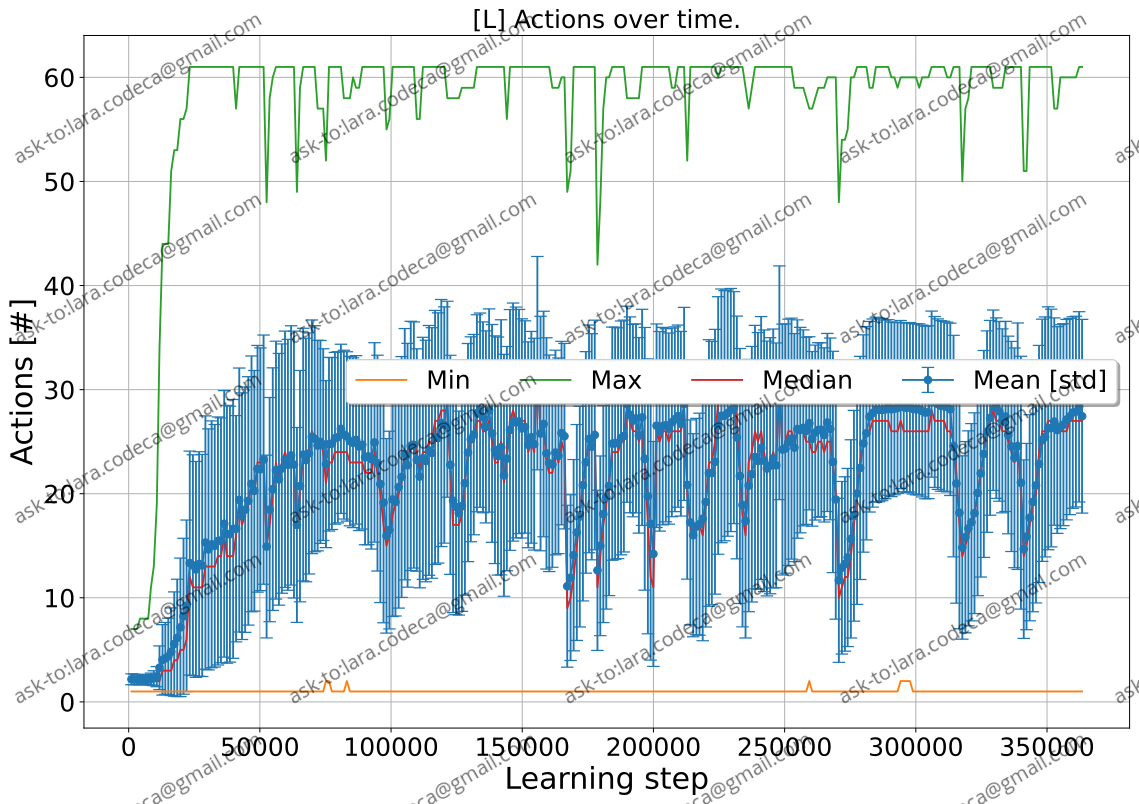 [L] Actions over time.
Actions [#]
60
50
40
30
20
10
0
Min Max Median Mean [std]
0 50000 100000 150000 200000 250000 300000 350000
Learning step
ask-to:lara.codeca@gmail.com